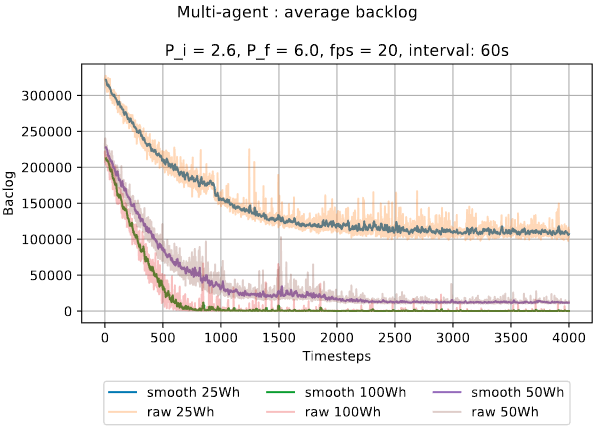 Multi-agent : average backlog
P_i = 2.6, P_f = 6.0, fps = 20, interval: 60s
300000
250000
200000
150000
100000
50000
0
Backlog
0 500 1000 1500 2000 2500 3000 3500 4000
Timesteps
smooth 25Wh smooth 100Wh smooth 50Wh
raw 25Wh raw 100Wh raw 50Wh